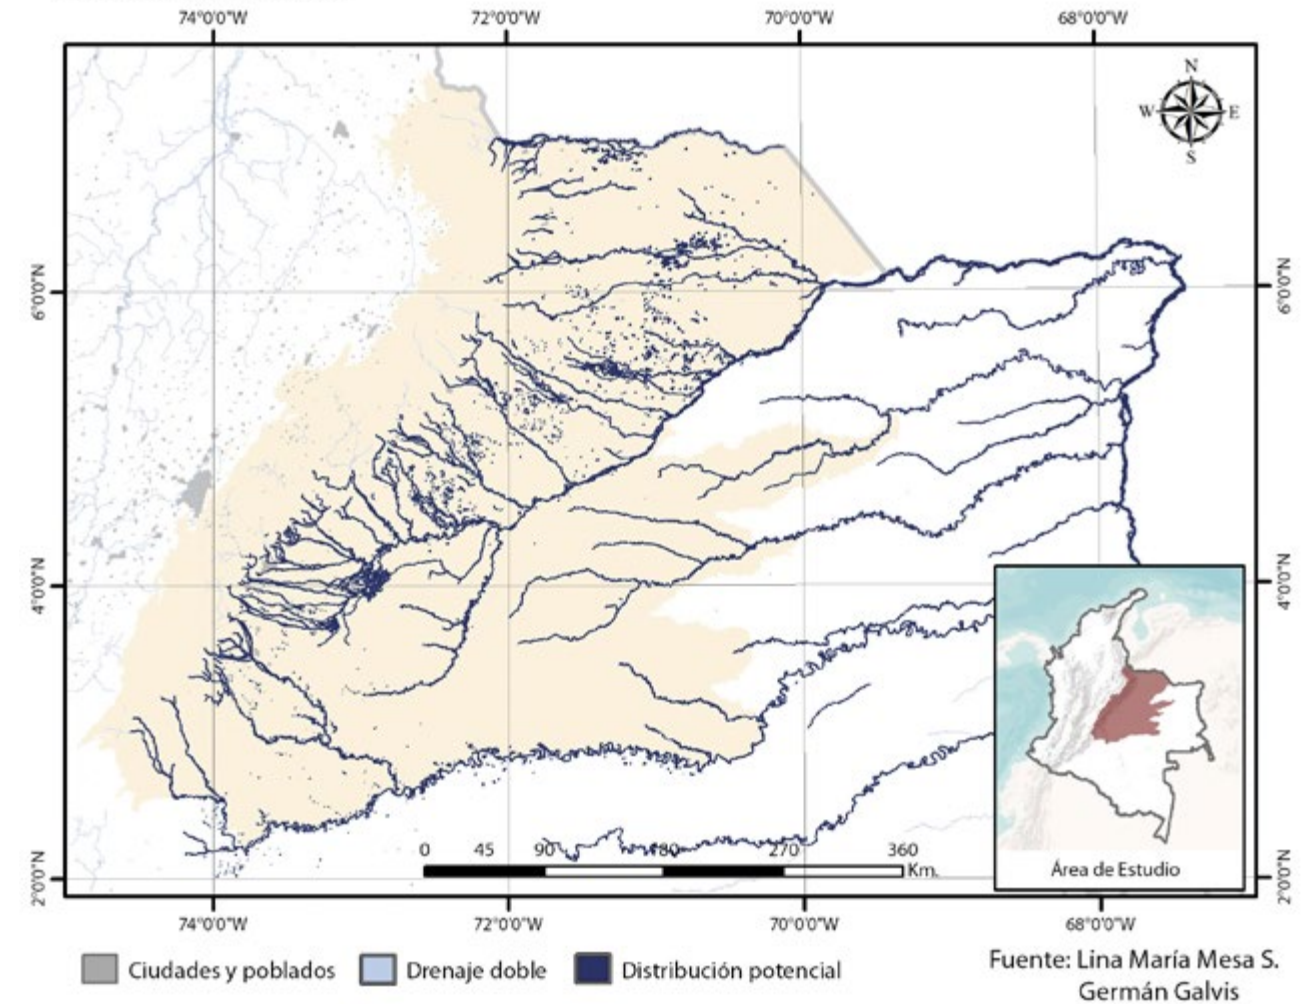 74°0'0"W 72°0'0"W 70°0'0"W 68°0'0"W
N
W E
S
6°0'0"N 6°0'0"N
4°0'0"N 4°0'0"N
2°0'0"N 2°0'0"N
0 45 90 180 270 360
Km.
Área de Estudio
74°0'0"W 72°0'0"W 70°0'0"W 68°0'0"W
Ciudades y poblados Drenaje doble Distribución potencial
Fuente: Lina María Mesa S.
Germán Galvis